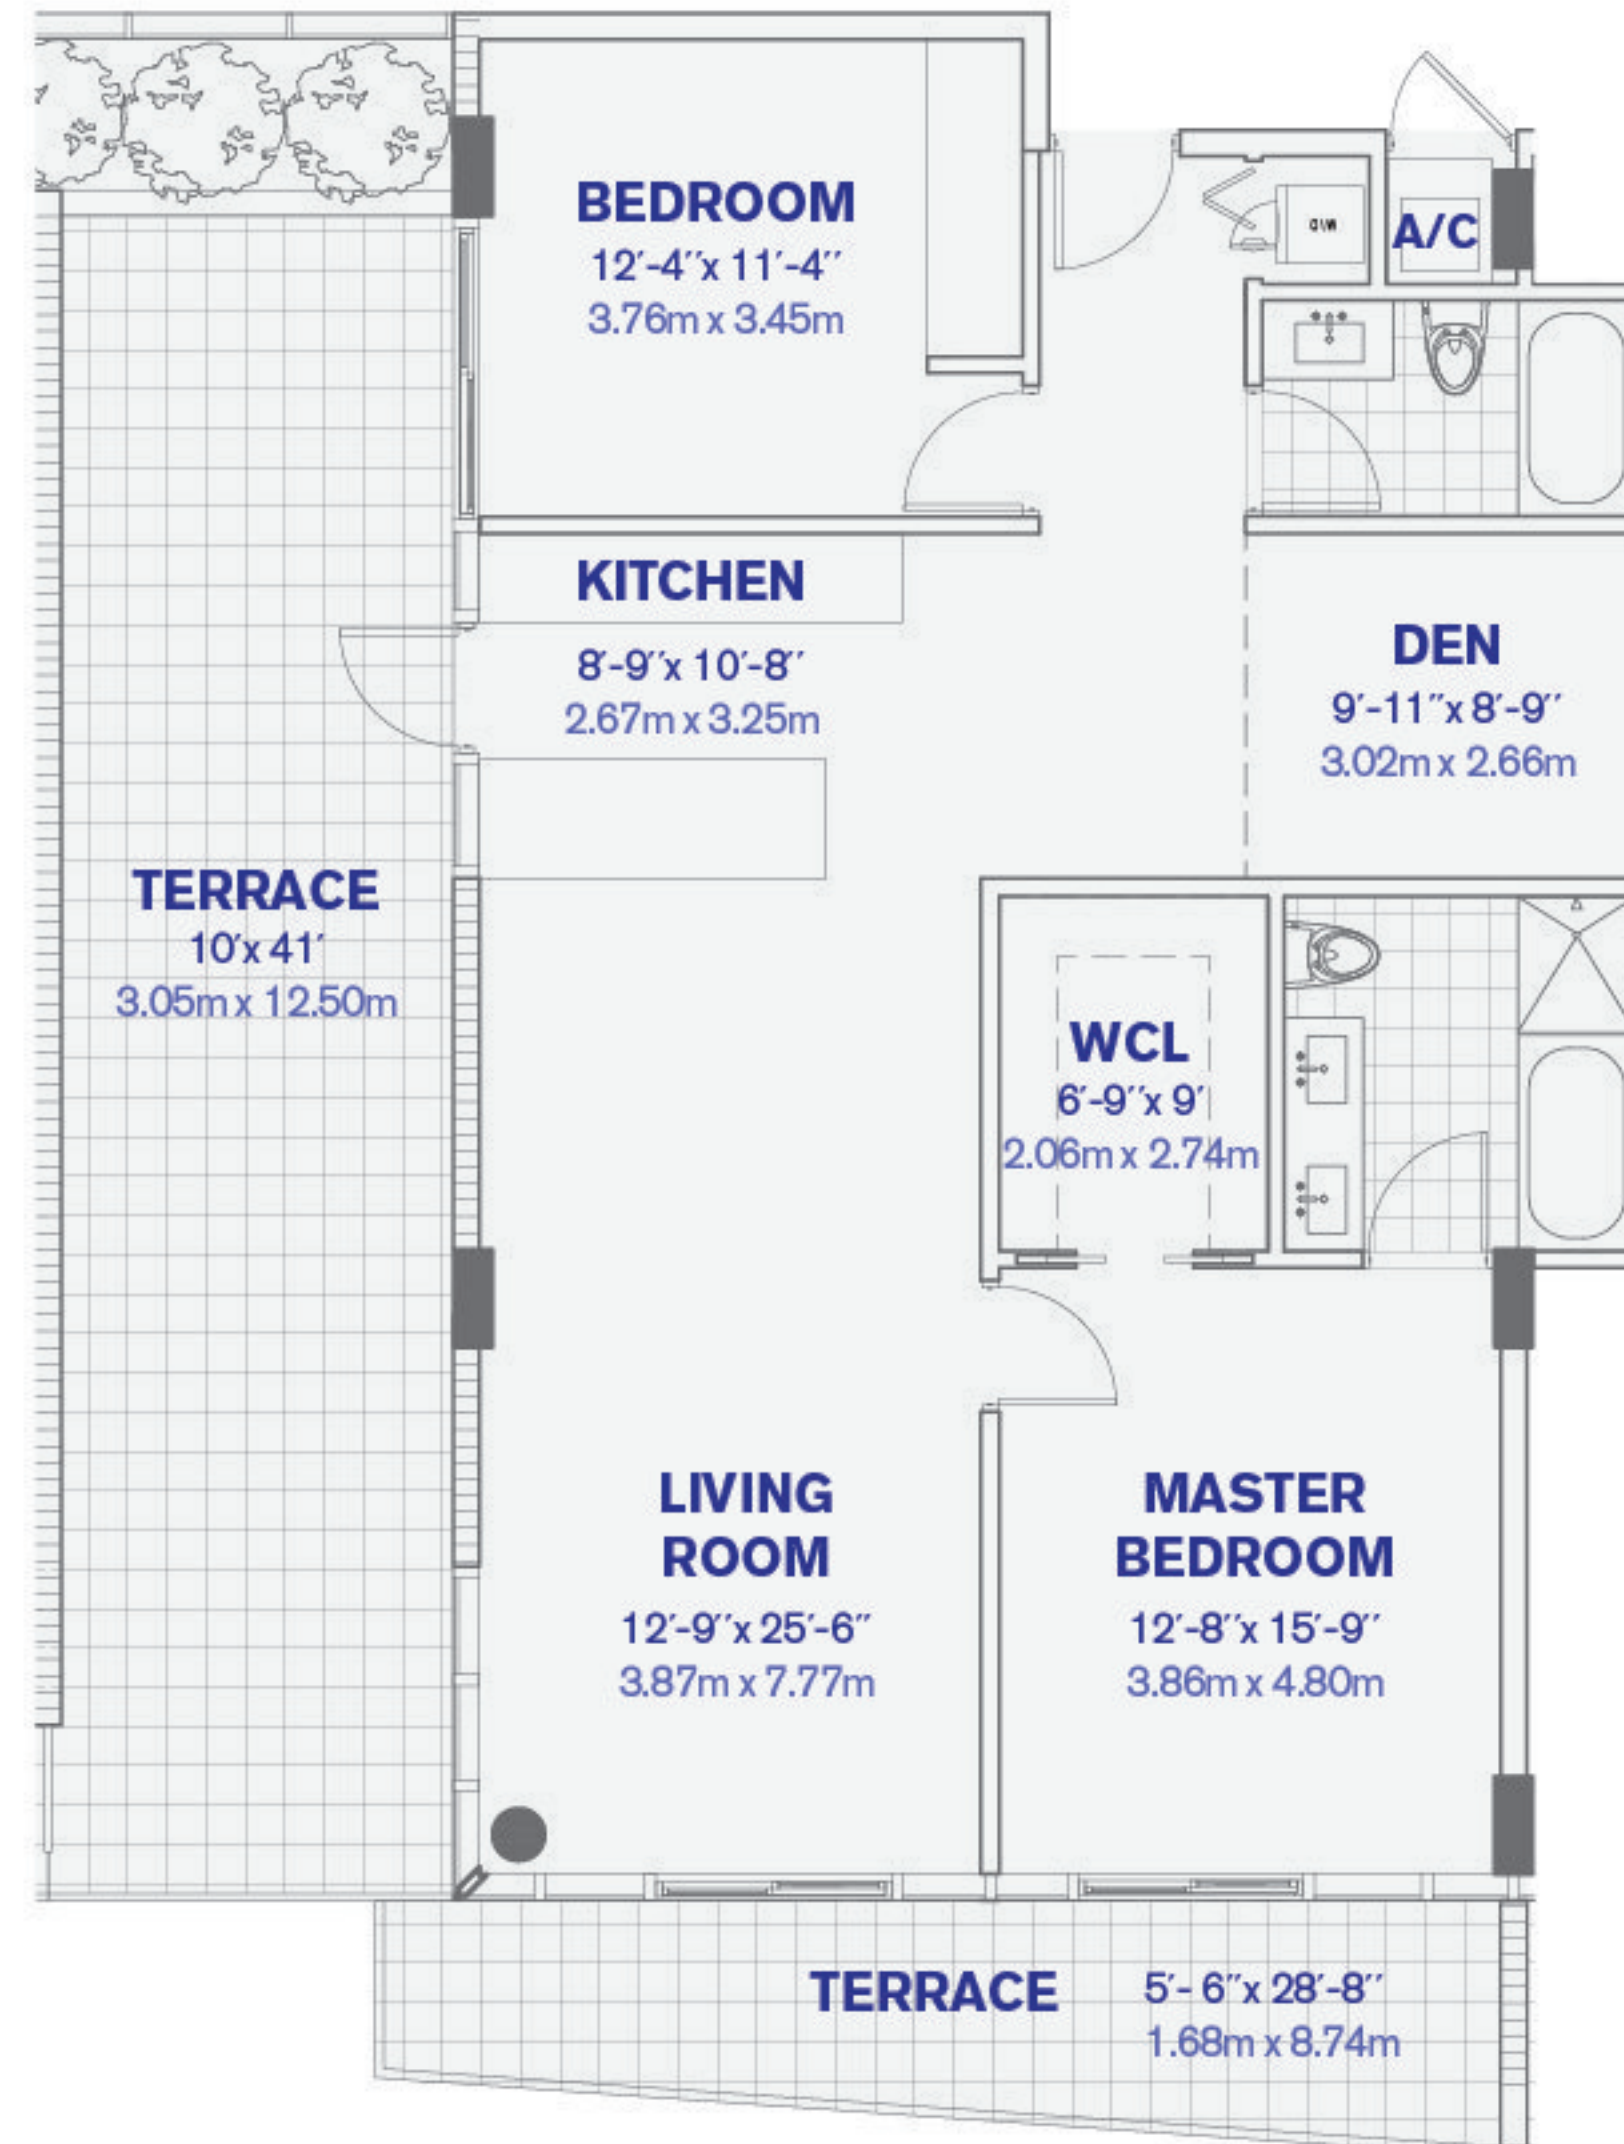 BEDROOM
12′-4″x 11′-4″
3.76m x 3.45m
W/D
A/C
KITCHEN
8′-9″x 10′-8″
2.67m x 3.25m
DEN
9′-11″x 8′-9″
3.02m x 2.66m
TERRACE
10′x 41′
3.05m x 12.50m
WCL
6′-9″x 9′
2.06m x 2.74m
LIVING
ROOM
12′-9″x 25′-6″
3.87m x 7.77m
MASTER
BEDROOM
12′-8″x 15′-9″
3.86m x 4.80m
TERRACE
5′- 6″x 28′-8″
1.68m x 8.74m